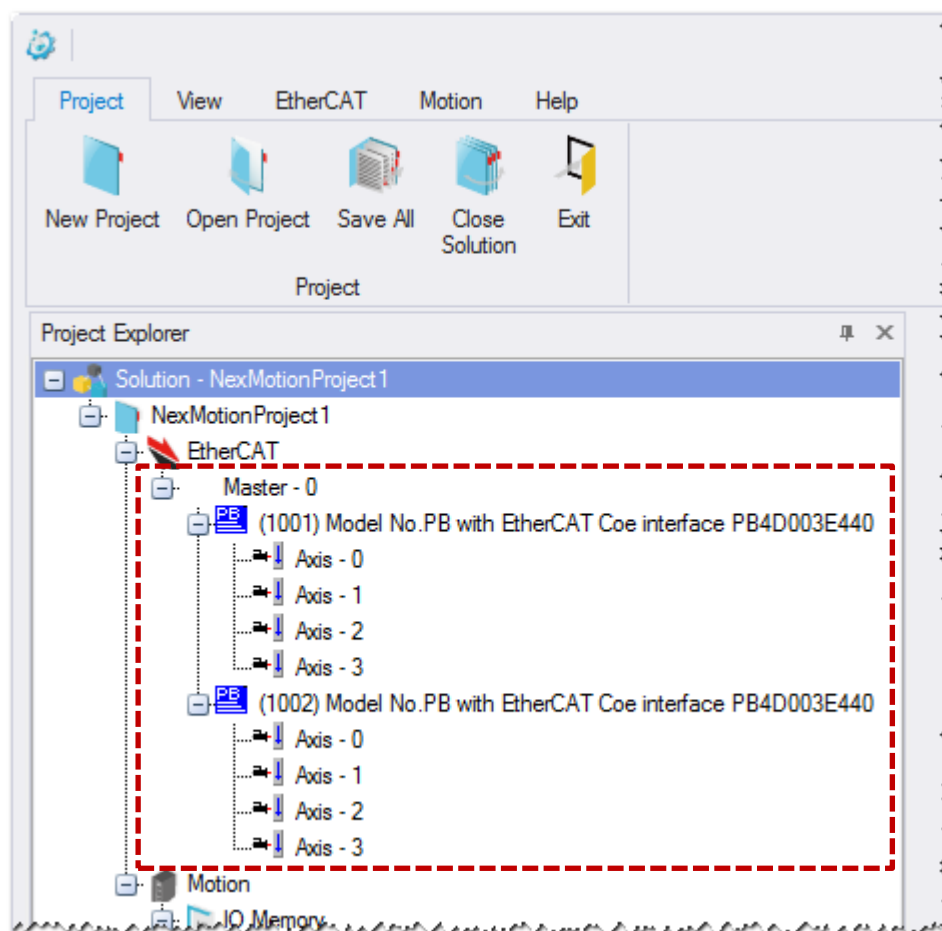 Project View EtherCAT Motion Help
New Project Open Project Save All Close Solution Exit
Project
Project Explorer
Solution - NexMotionProject1
NexMotionProject1
EtherCAT
Master - 0
PB (1001) Model No.PB with EtherCAT Coe interface PB4D003E440
Axis - 0
Axis - 1
Axis - 2
Axis - 3
PB (1002) Model No.PB with EtherCAT Coe interface PB4D003E440
Axis - 0
Axis - 1
Axis - 2
Axis - 3
Motion
IO Memory